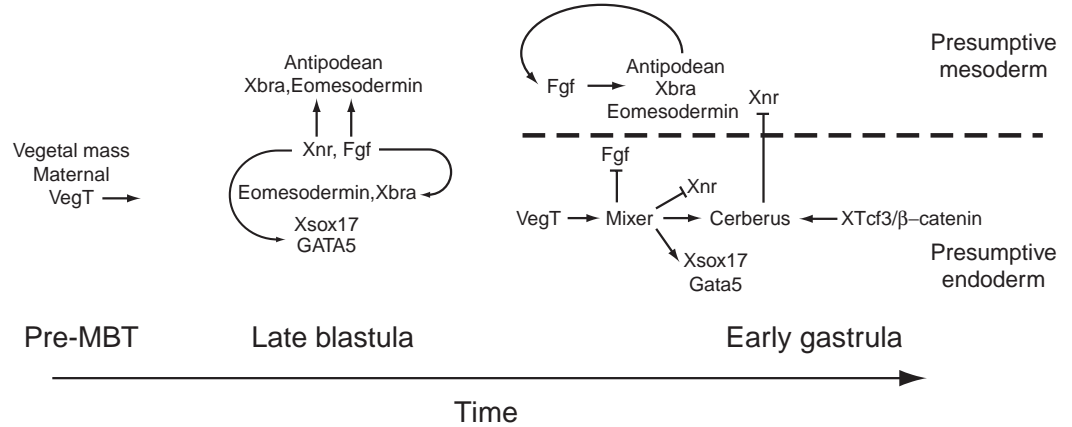 Vegetal mass
Maternal
VegT
Antipodean
Xbra,Eomesodermin
Xnr, Fgf
Eomesodermin,Xbra
Xsox17
GATA5
Fgf
Antipodean
Xbra
Eomesodermin
Xnr
Presumptive
mesoderm
Fgf
Xnr
VegT
Mixer
Cerberus
XTcf3/β–catenin
Xsox17
Gata5
Presumptive
endoderm
Pre-MBT
Late blastula
Early gastrula
Time